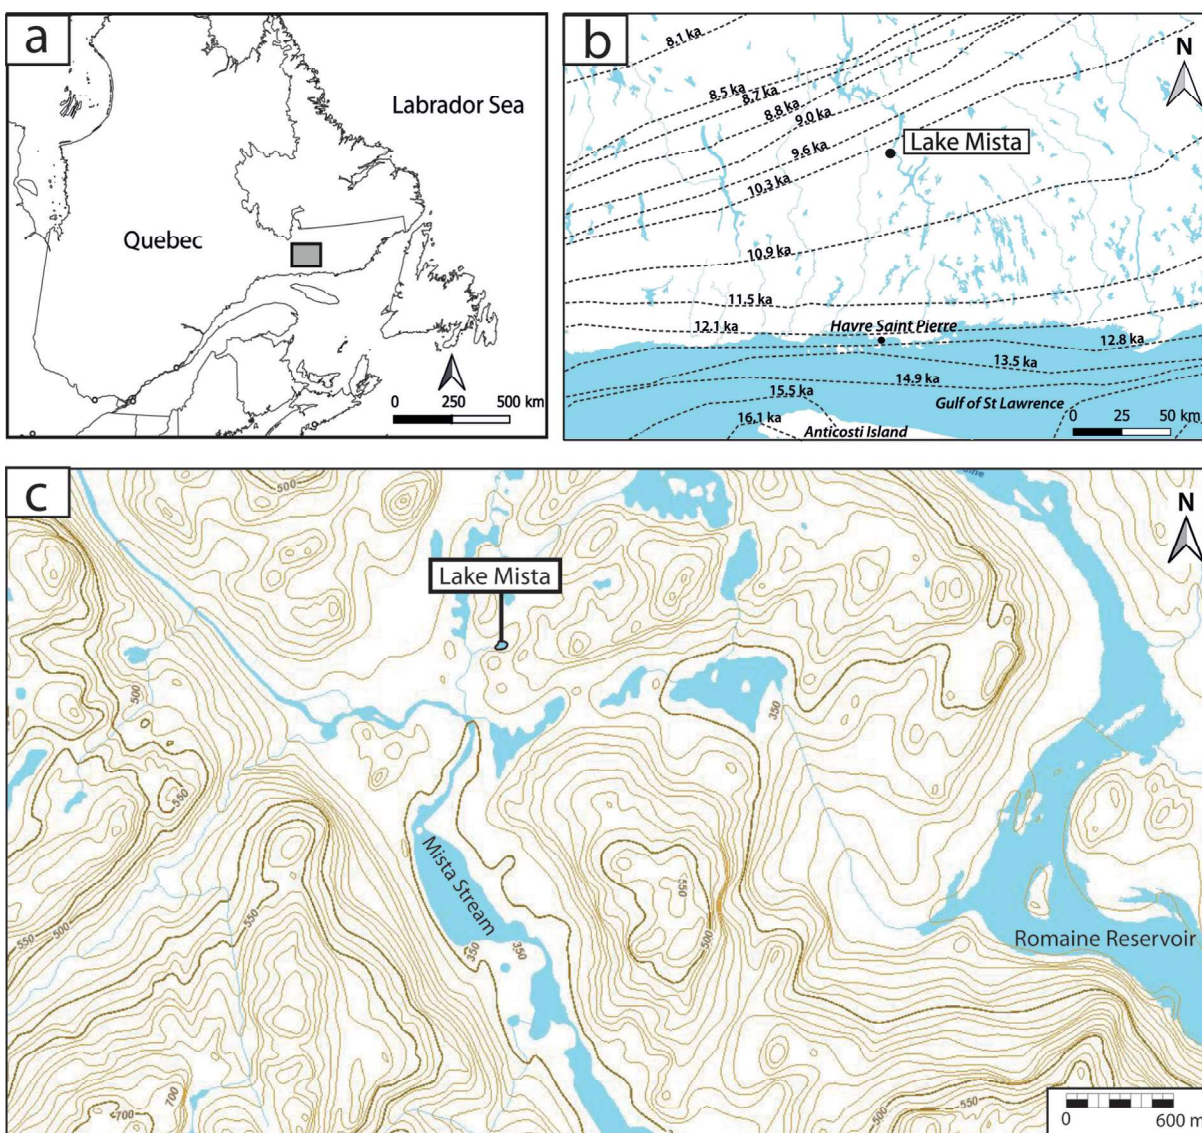 a
Labrador Sea
Quebec
0 250 500 km
b
N
8.1 ka
8.5 ka
8.7 ka
8.8 ka
9.0 ka
9.6 ka
10.3 ka
Lake Mista
10.9 ka
11.5 ka
12.1 ka
Havre Saint Pierre
12.8 ka
13.5 ka
14.9 ka
15.5 ka
16.1 ka
Gulf of St Lawrence
Anticosti Island
0 25 50 km
c
N
500
Lake Mista
500
550
350
Mista Stream
350
350
550
500
550
500
550
700
700
Romaine Reservoir
500
550
0 600 m